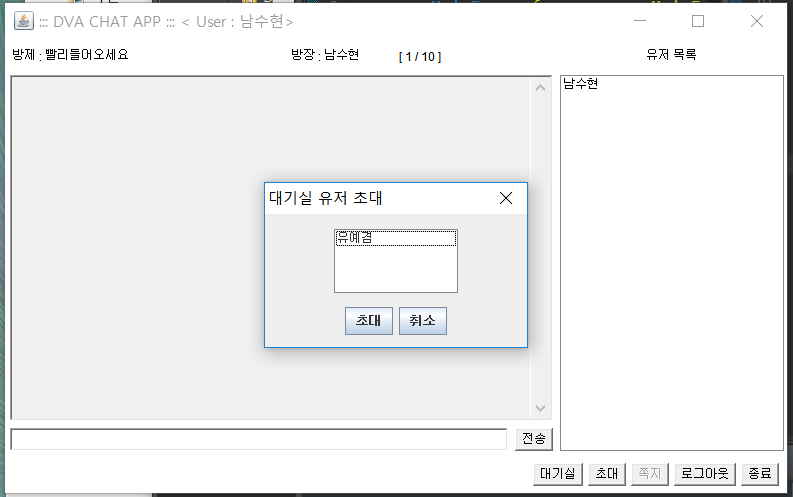 ::: DVA CHAT APP ::: < User : 남수현>
방제 : 빨리들어오세요 방장 : 남수현 [ 1 / 10 ] 유저 목록
남수현
대기실 유저 초대
유예겸
초대 취소
전송
대기실 초대 쪽지 로그아웃 종료